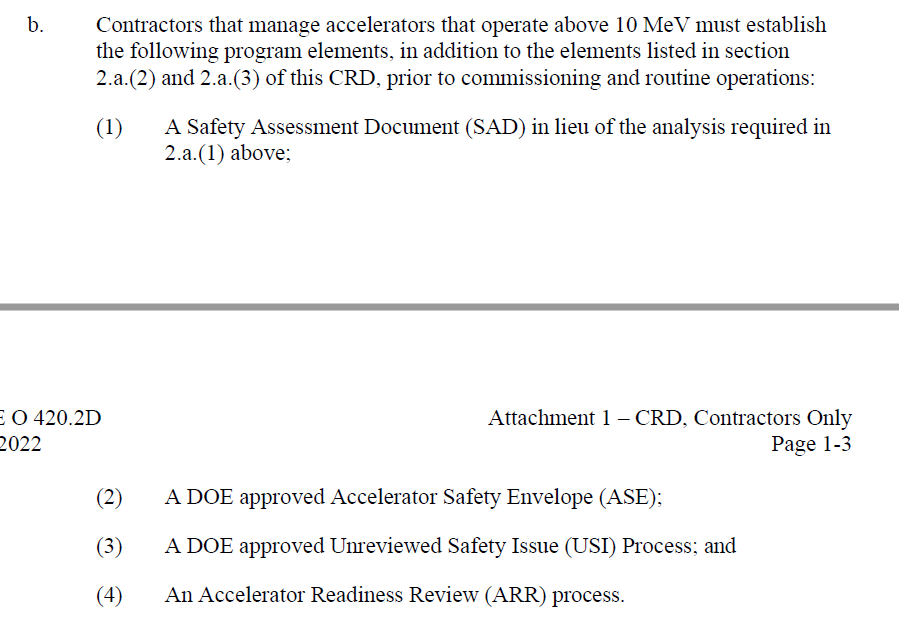 b. Contractors that manage accelerators that operate above 10 MeV must establish
the following program elements, in addition to the elements listed in section
2.a.(2) and 2.a.(3) of this CRD, prior to commissioning and routine operations:
(1) A Safety Assessment Document (SAD) in lieu of the analysis required in
2.a.(1) above;
E O 420.2D Attachment 1 – CRD, Contractors Only
2022 Page 1-3
(2) A DOE approved Accelerator Safety Envelope (ASE);
(3) A DOE approved Unreviewed Safety Issue (USI) Process; and
(4) An Accelerator Readiness Review (ARR) process.